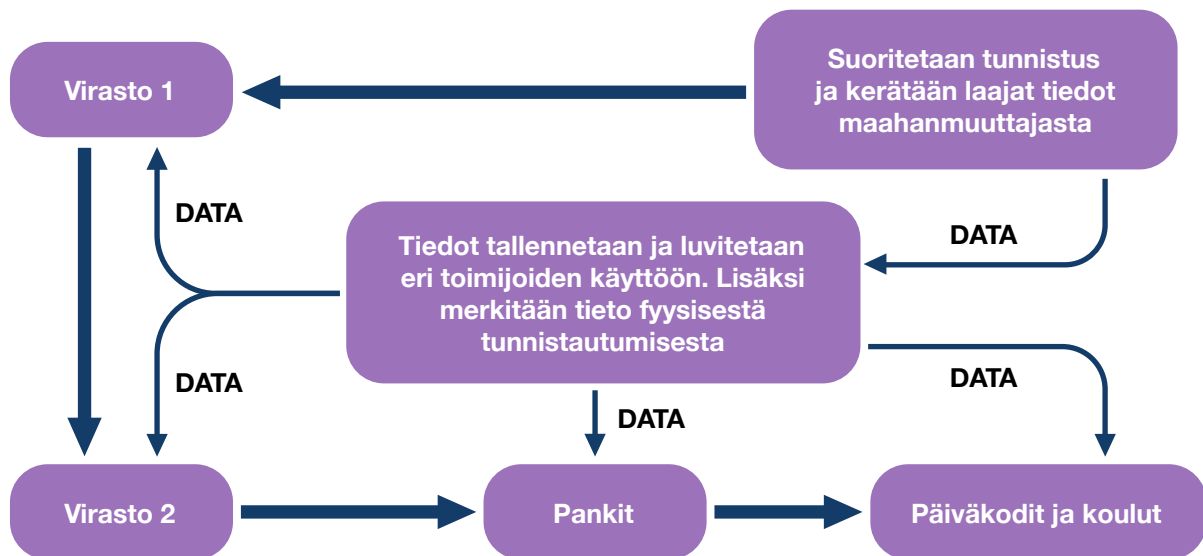 Virasto 1
Suoritetaan tunnistus
ja kerätään laajat tiedot
maahanmuuttajasta
DATA
DATA
Tiedot tallennetaan ja luvitetaan
eri toimijoiden käyttöön. Lisäksi
merkitään tieto fyysisestä
tunnistautumisesta
DATA
DATA
DATA
Virasto 2
Pankit
Päiväkodit ja koulut